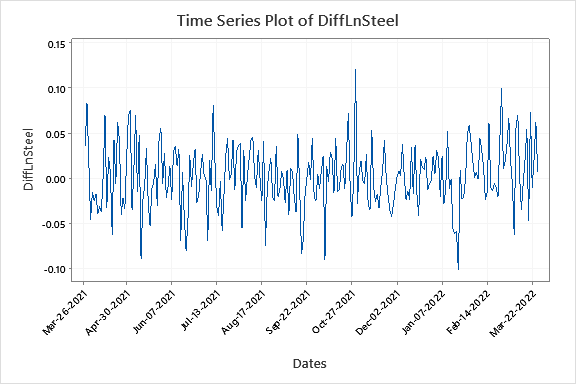 Time Series Plot of DiffLnSteel
0.15
0.10
0.05
0.00
-0.05
-0.10
DiffLnSteel
Mar-26-2021
Apr-30-2021
Jun-07-2021
Jul-13-2021
Aug-17-2021
Sep-22-2021
Oct-27-2021
Dec-02-2021
Jan-07-2022
Feb-14-2022
Mar-22-2022
Dates